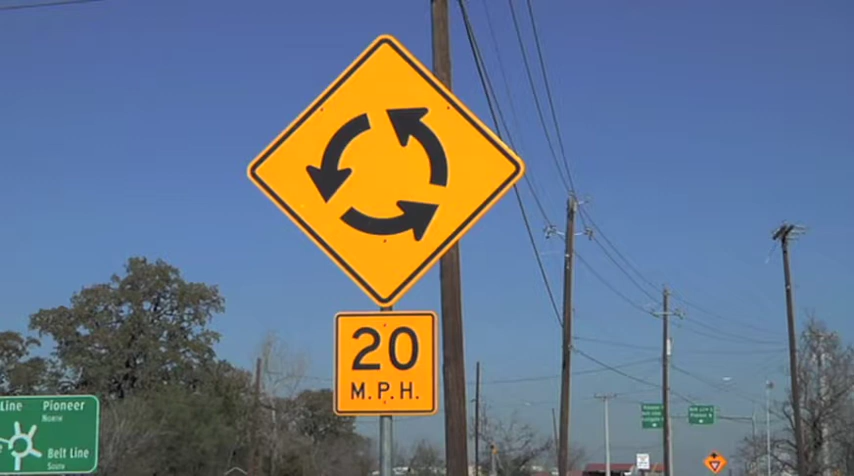 20
M.P.H.
Line Pioneer
North
Belt Line
South